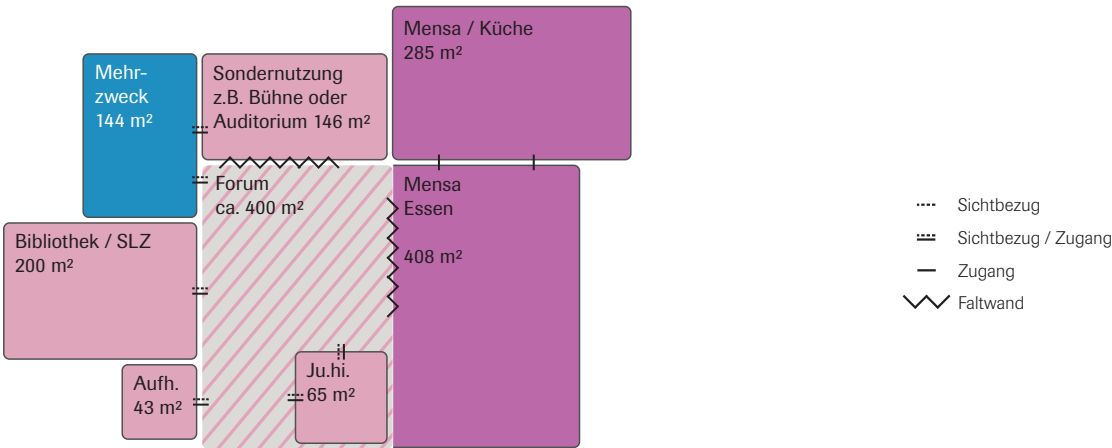 Mensa / Küche
285 m²
Mehr-
zweck
144 m²
Sondernutzung
z.B. Bühne oder
Auditorium 146 m²
Forum
ca. 400 m²
Mensa
Essen
408 m²
Bibliothek / SLZ
200 m²
Aufh.
43 m²
Ju.hi.
65 m²
Sichtbezug
Sichtbezug / Zugang
Zugang
Faltwand